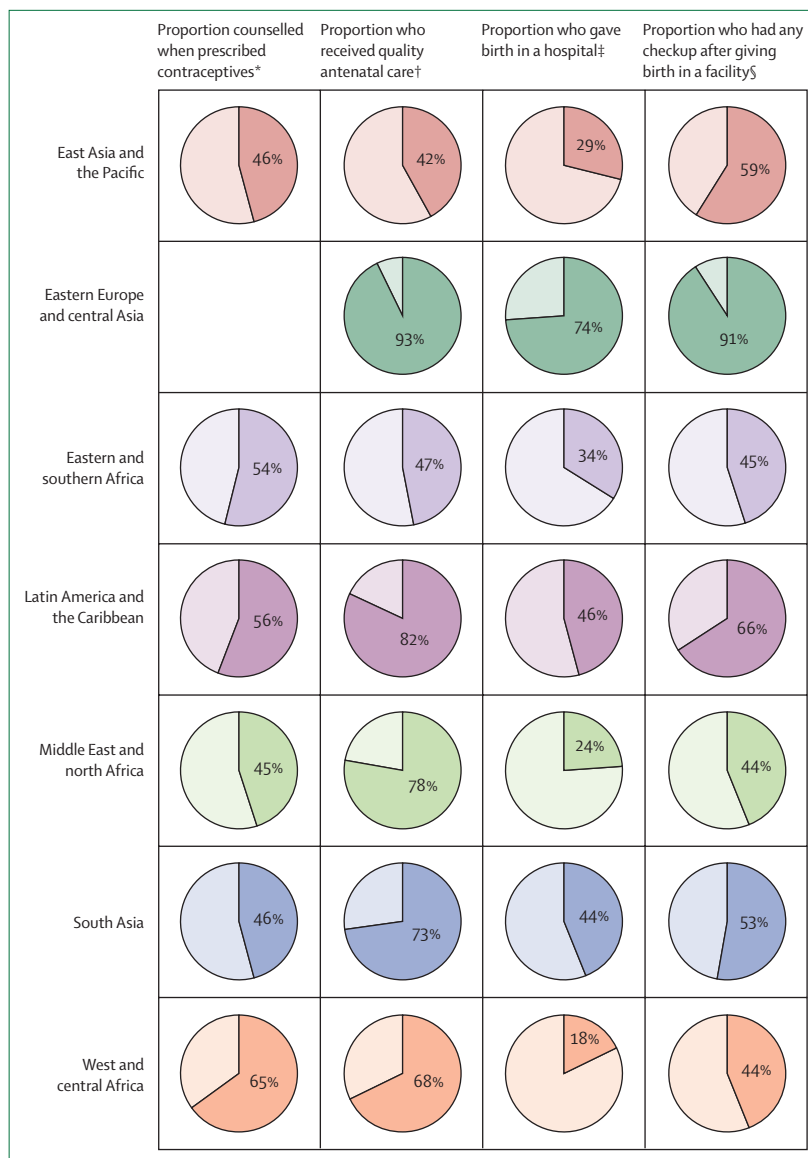 Proportion counselled
when prescribed
contraceptives*
Proportion who
received quality
antenatal care†
Proportion who gave
birth in a hospital‡
Proportion who had any
checkup after giving
birth in a facility§
East Asia and
the Pacific
46%
42%
29%
59%
Eastern Europe
and central Asia
93%
74%
91%
Eastern and
southern Africa
54%
47%
34%
45%
Latin America and
the Caribbean
56%
82%
46%
66%
Middle East and
north Africa
45%
78%
24%
44%
South Asia
46%
73%
44%
53%
West and
central Africa
65%
68%
18%
44%